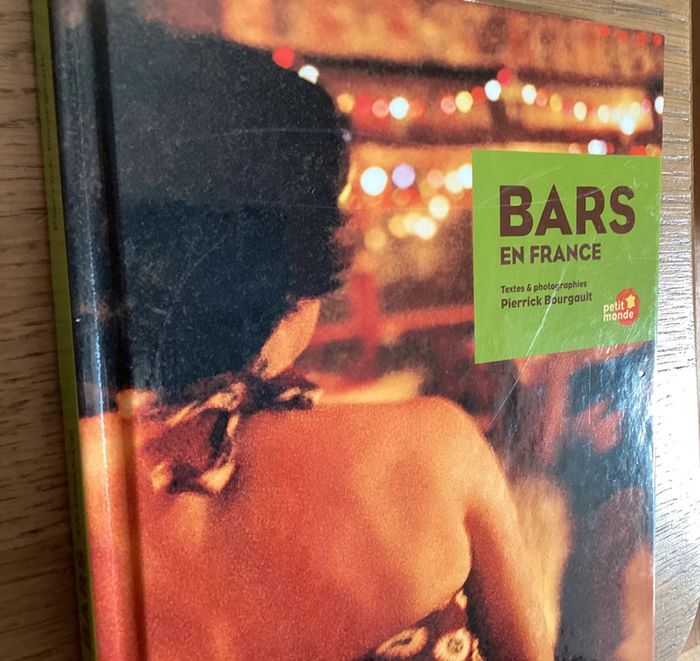 BARS
EN FRANCE
Textes & photographies
Pierrick Bourgault
petit
monde